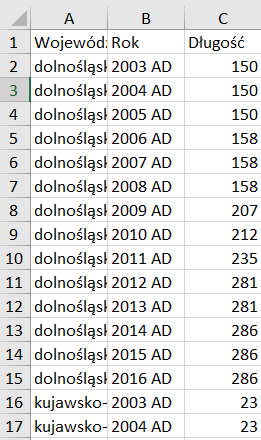 A B C
1 Wojewódz Rok Długość
2 dolnośląsk 2003 AD 150
3 dolnośląsk 2004 AD 150
4 dolnośląsk 2005 AD 150
5 dolnośląsk 2006 AD 158
6 dolnośląsk 2007 AD 158
7 dolnośląsk 2008 AD 158
8 dolnośląsk 2009 AD 207
9 dolnośląsk 2010 AD 212
10 dolnośląsk 2011 AD 235
11 dolnośląsk 2012 AD 281
12 dolnośląsk 2013 AD 281
13 dolnośląsk 2014 AD 286
14 dolnośląsk 2015 AD 286
15 dolnośląsk 2016 AD 286
16 kujawsko- 2003 AD 23
17 kujawsko- 2004 AD 23